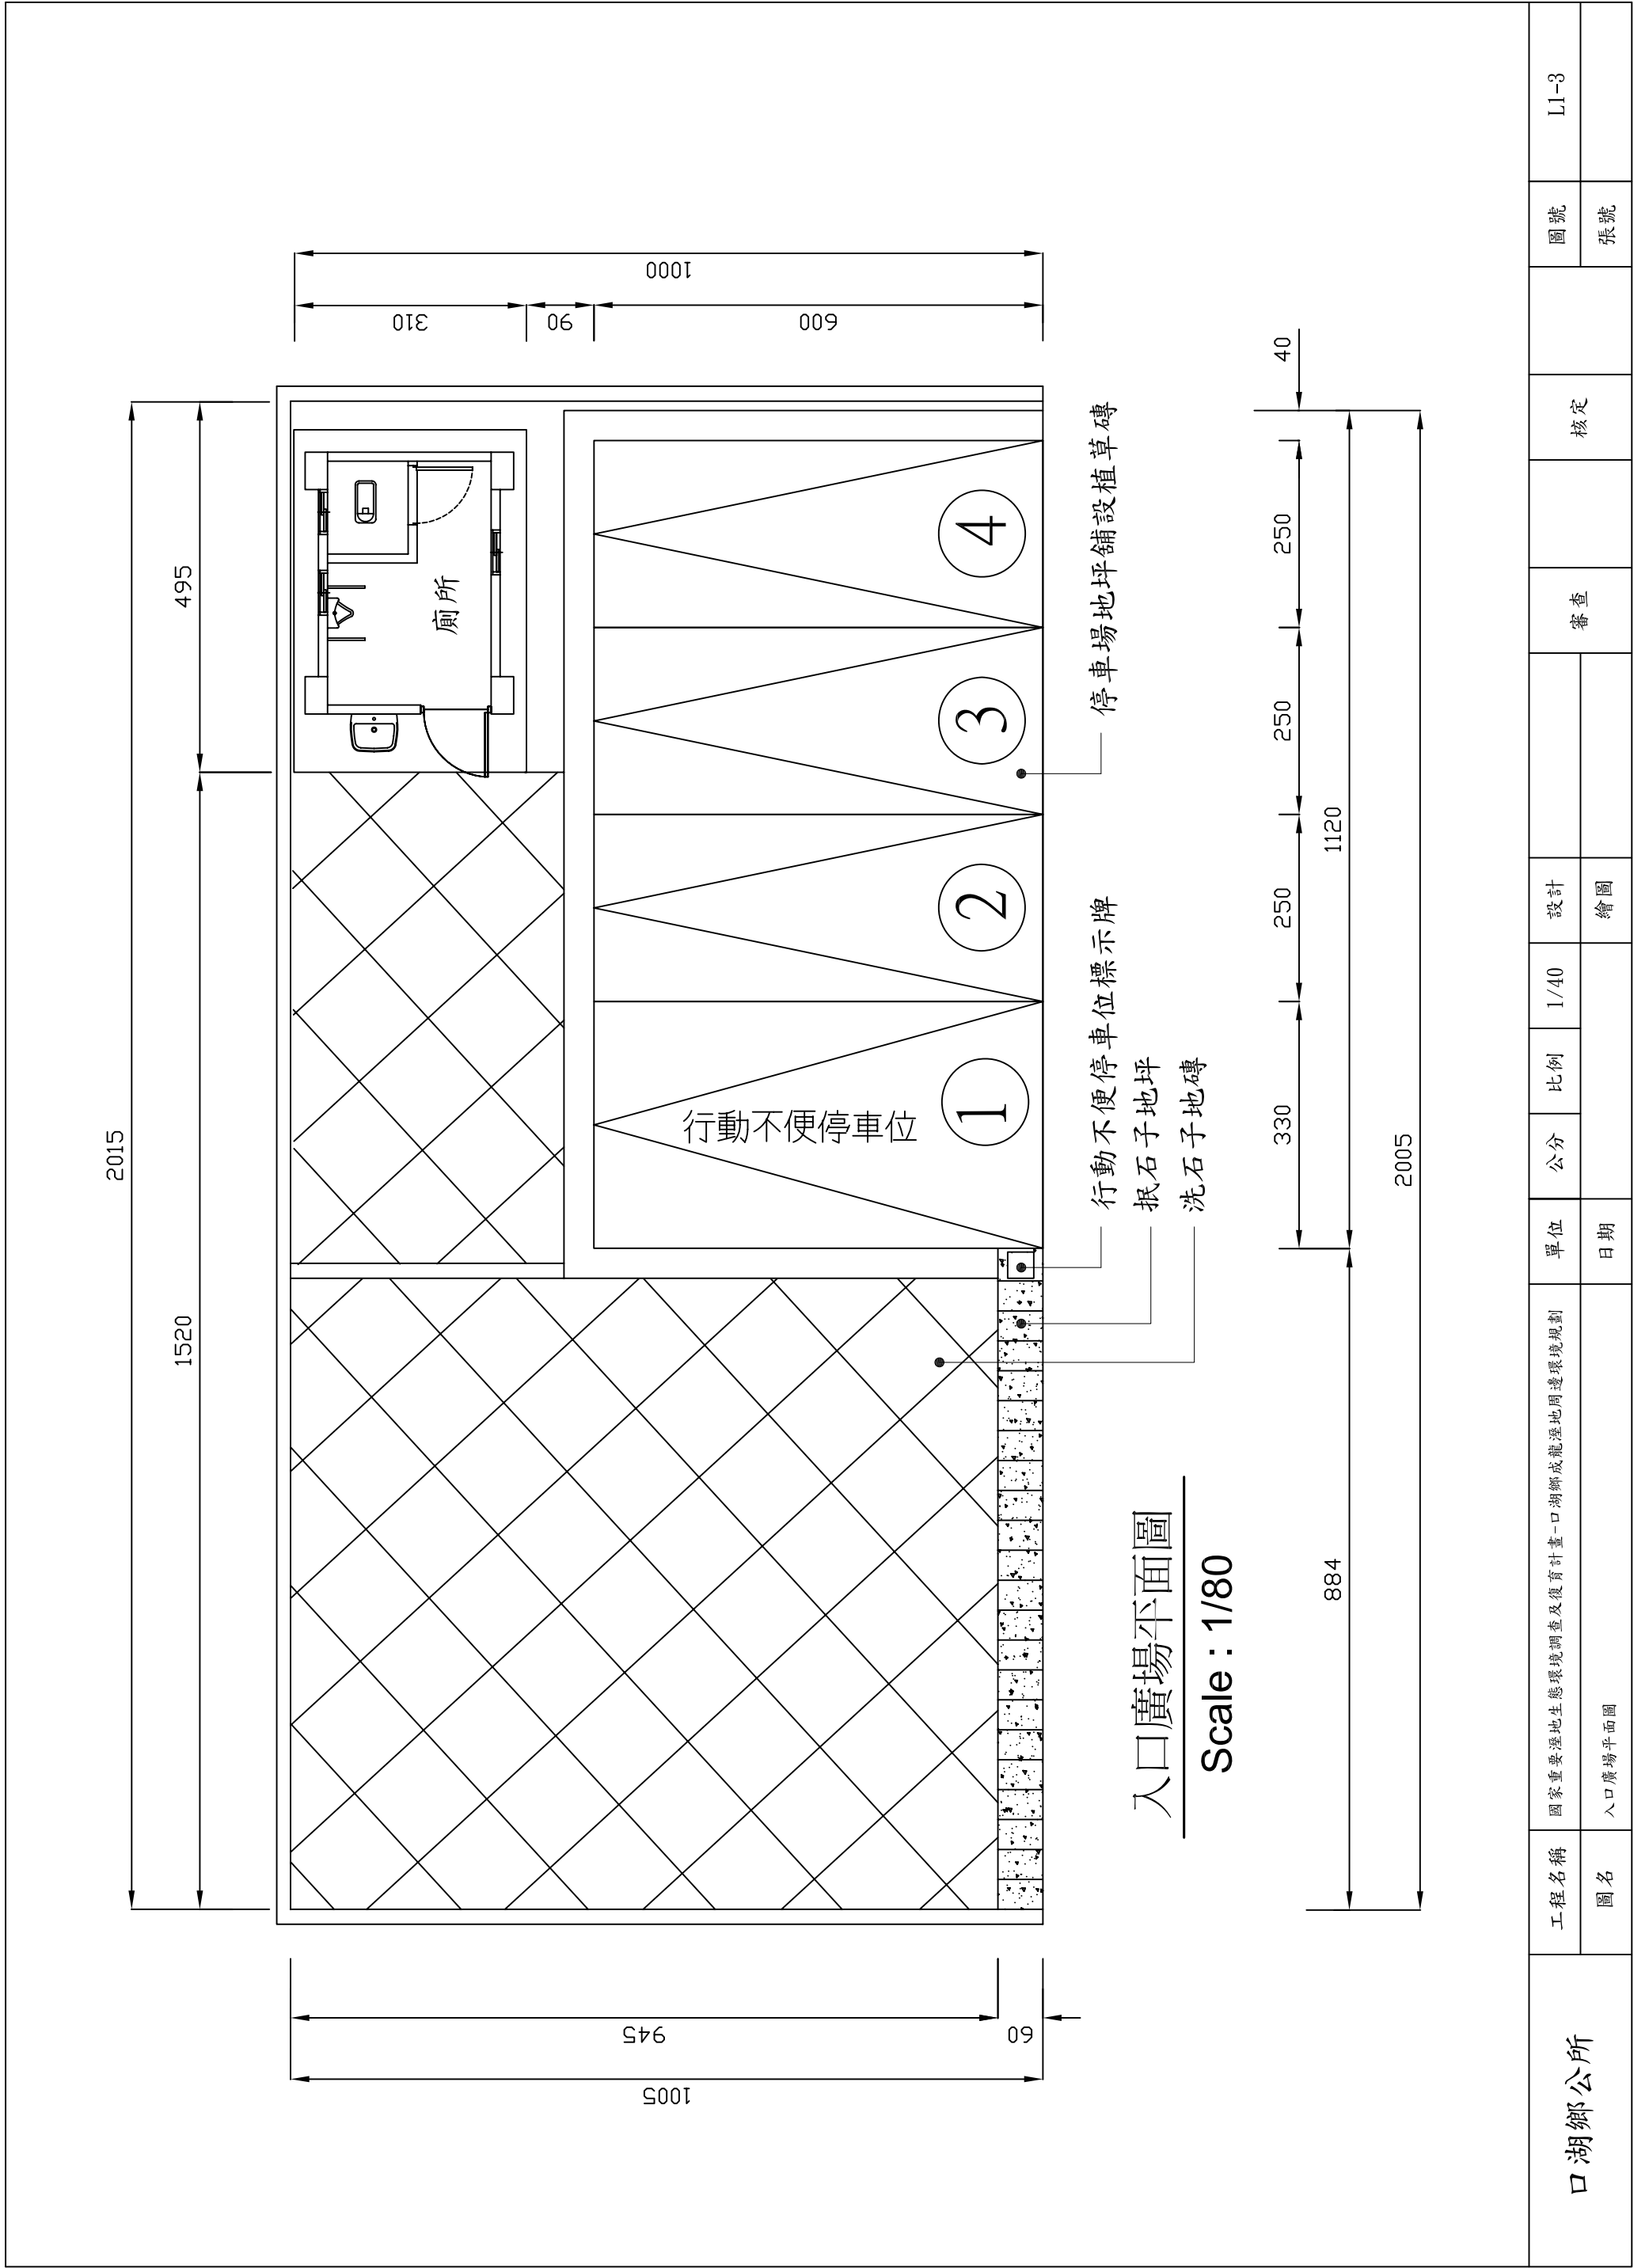 2015
1520
495
1005
945
60
1000
310
90
600
廁所
行動不便停車位
1
2
3
4
行動不便停車位標示牌
抿石子地坪
洗石子地磚
停車場地坪舖設植草磚
330
250
250
250
40
884
1120
2005
入口廣場平面圖
Scale : 1/80
口湖鄉公所
工程名稱
國家重要溼地生態環境調查及復育計畫-口湖鄉成龍溼地周邊環境規劃
圖名
入口廣場平面圖
單位
公分
比例
1/40
日期
設計
繪圖
審查
核定
圖號
L1-3
張號